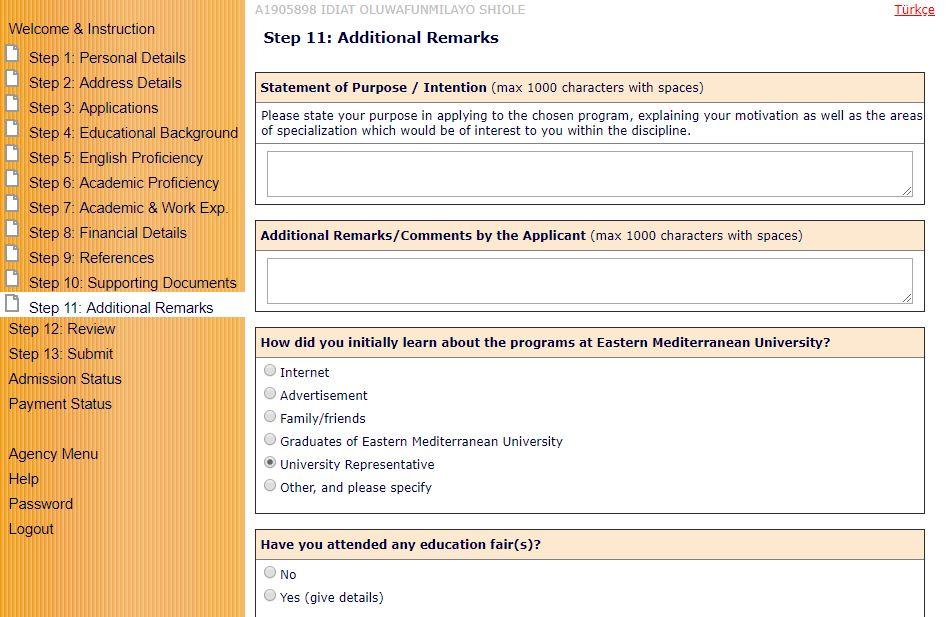 Welcome & Instruction
Step 1: Personal Details
Step 2: Address Details
Step 3: Applications
Step 4: Educational Background
Step 5: English Proficiency
Step 6: Academic Proficiency
Step 7: Academic & Work Exp.
Step 8: Financial Details
Step 9: References
Step 10: Supporting Documents
Step 11: Additional Remarks
Step 12: Review
Step 13: Submit
Admission Status
Payment Status
Agency Menu
Help
Password
Logout
A1905898 IDIAT OLUWAFUNMILAYO SHIOLE
Türkçe
Step 11: Additional Remarks
Statement of Purpose / Intention (max 1000 characters with spaces)
Please state your purpose in applying to the chosen program, explaining your motivation as well as the areas
of specialization which would be of interest to you within the discipline.
Additional Remarks/Comments by the Applicant (max 1000 characters with spaces)
How did you initially learn about the programs at Eastern Mediterranean University?
Internet
Advertisement
Family/friends
Graduates of Eastern Mediterranean University
University Representative
Other, and please specify
Have you attended any education fair(s)?
No
Yes (give details)